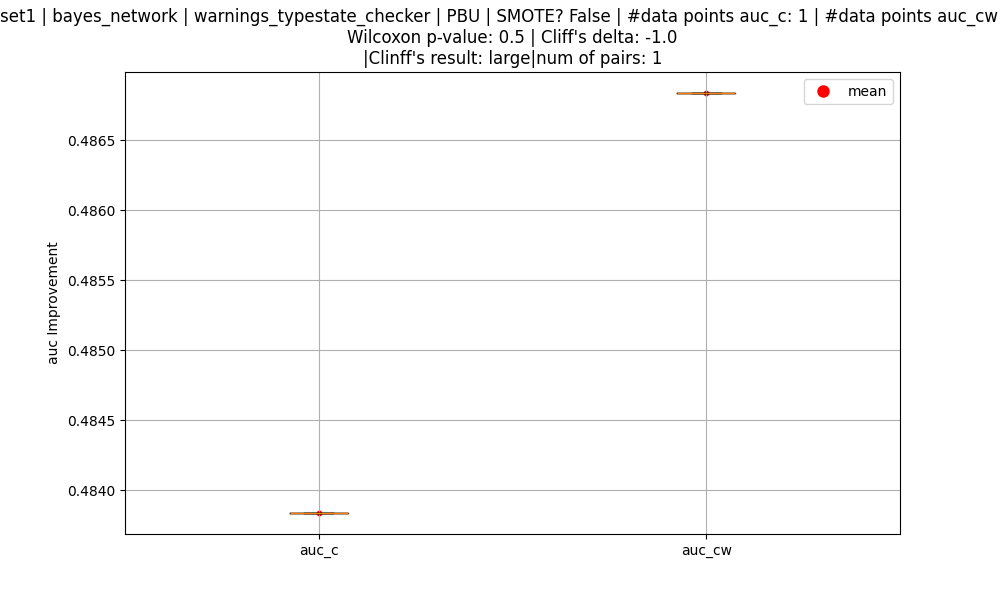 set1 | bayes_network | warnings_typestate_checker | PBU | SMOTE? False | #data points auc_c: 1 | #data points auc_cw
Wilcoxon p-value: 0.5 | Cliff's delta: -1.0
|Clinff's result: large|num of pairs: 1
mean
auc Improvement
0.4865
0.4860
0.4855
0.4850
0.4845
0.4840
auc_c
auc_cw